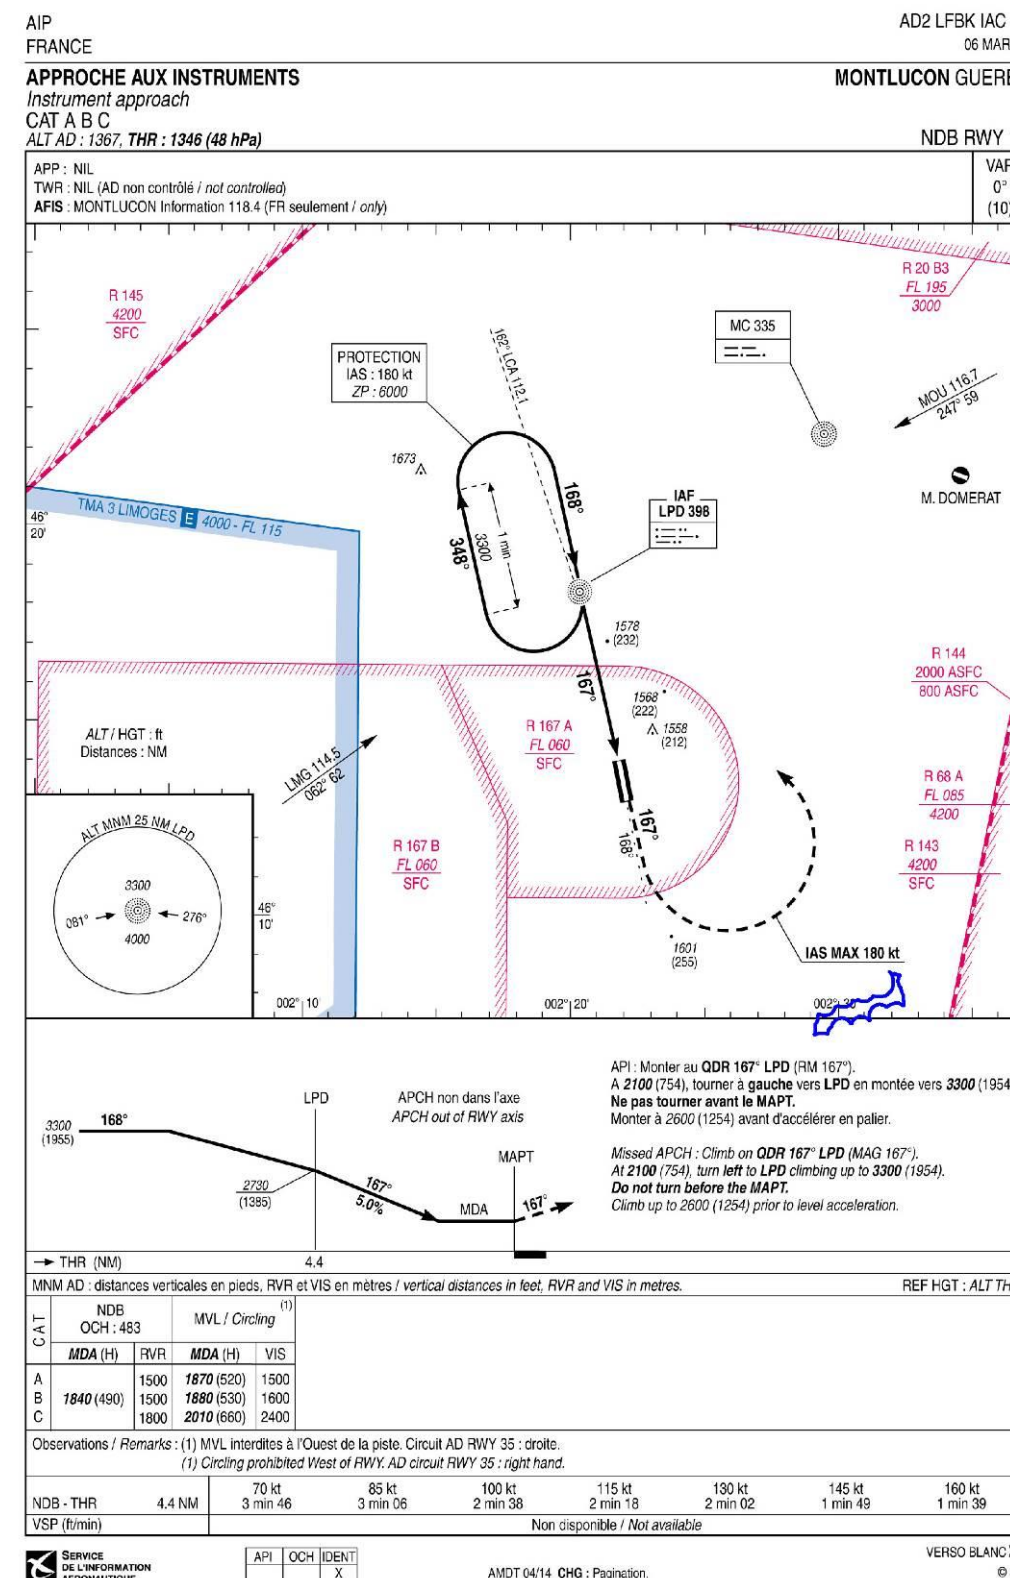 AIP
FRANCE
AD2 LFBK IAC
06 MAR
APPROCHE AUX INSTRUMENTS
Instrument approach
CAT A B C
ALT AD : 1367, THR : 1346 (48 hPa)
MONTLUCON GUERE
NDB RWY
APP : NIL
TWR : NIL (AD non contrôlé / not controlled)
AFIS : MONTLUCON Information 118.4 (FR seulement / only)
VAR
0°
(10)
R 145
4200
SFC
R 20 B3
FL 195
3000
PROTECTION
IAS : 180 kt
ZP : 6000
162° LCA 112.1
MC 335
MOU 116.7
247° 59
M. DOMERAT
1673
TMA 3 LIMOGES E 4000 - FL 115
46°
20'
168°
348°
3300
1 min
IAF
LPD 398
1578
(232)
167°
1568
(222)
1558
(212)
R 144
2000 ASFC
800 ASFC
R 167 A
FL 060
SFC
ALT / HGT : ft
Distances : NM
LMG 114.5
062° 62
R 68 A
FL 085
4200
R 143
4200
SFC
R 167 B
FL 060
SFC
167°
168°
ALT MNM 25 NM LPD
3300
081°
276°
4000
46°
10'
1601
(255)
IAS MAX 180 kt
002° 10
002° 20'
API : Monter au QDR 167° LPD (RM 167°).
A 2100 (754), tourner à gauche vers LPD en montée vers 3300 (1954
Ne pas tourner avant le MAPT.
Monter à 2600 (1254) avant d'accélérer en palier.
Missed APCH : Climb on QDR 167° LPD (MAG 167°).
At 2100 (754), turn left to LPD climbing up to 3300 (1954).
Do not turn before the MAPT.
Climb up to 2600 (1254) prior to level acceleration.
LPD
APCH non dans l'axe
APCH out of RWY axis
3300
(1955)
168°
MAPT
2730
(1385)
167°
5.0%
MDA
167°
THR (NM)
4.4
MNM AD : distances verticales en pieds, RVR et VIS en mètres / vertical distances in feet, RVR and VIS in metres.
REF HGT : ALT TH
CAT
NDB
OCH : 483
MVL / Circling (1)
MDA (H) RVR MDA (H) VIS
A 1500 1870 (520) 1500
B 1840 (490) 1500 1880 (530) 1600
C 1800 2010 (660) 2400
Observations / Remarks : (1) MVL interdites à l'Ouest de la piste. Circuit AD RWY 35 : droite.
(1) Circling prohibited West of RWY. AD circuit RWY 35 : right hand.
70 kt 85 kt 100 kt 115 kt 130 kt 145 kt 160 kt
NDB - THR 4.4 NM 3 min 46 3 min 06 2 min 38 2 min 18 2 min 02 1 min 49 1 min 39
VSP (ft/min) Non disponible / Not available
SERVICE
DE L'INFORMATION
AERONAUTIQUE
API OCH IDENT
X
AMDT 04/14 CHG : Pagination.
VERSO BLANC
©